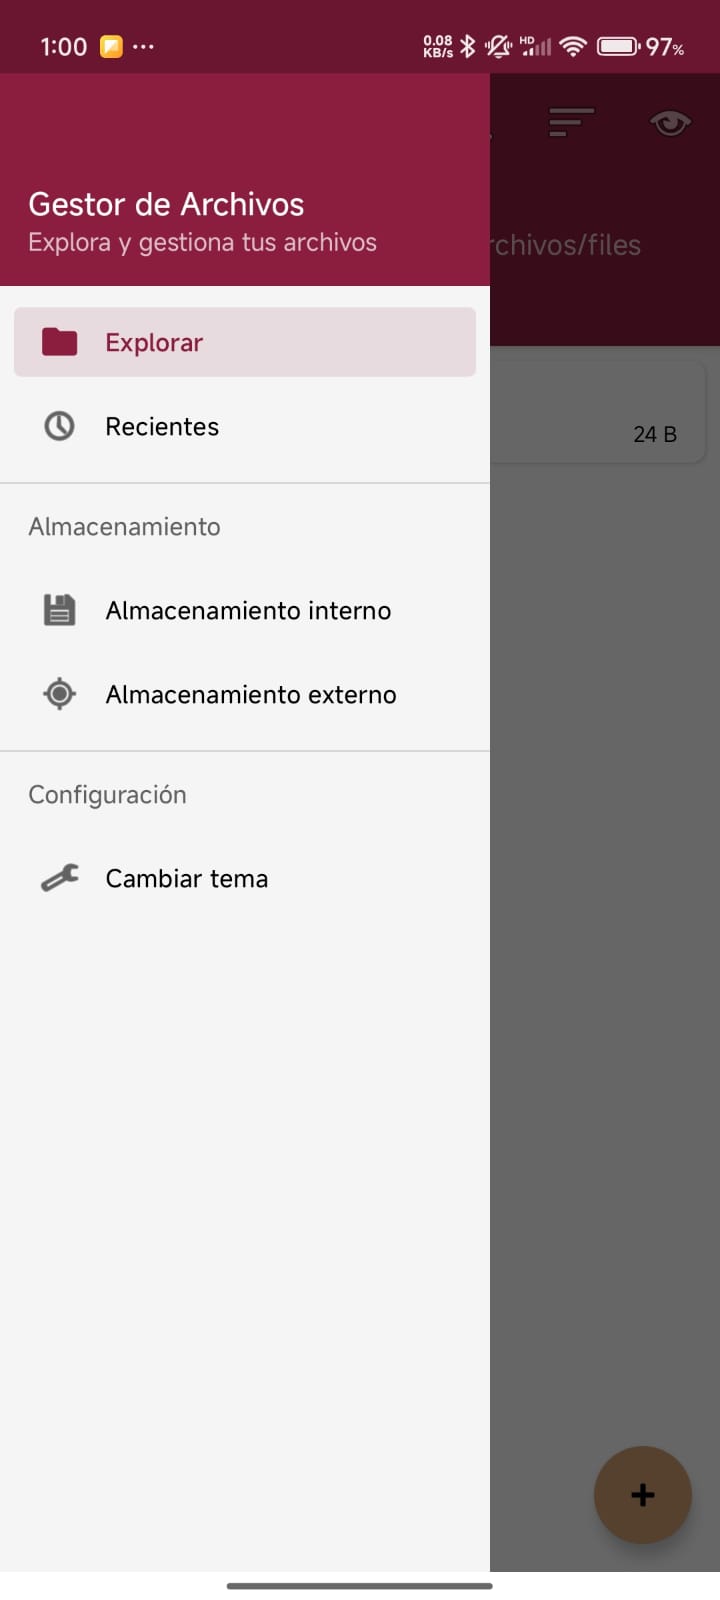 1:00
0.08
KB/s
HD
97%
Gestor de Archivos
Explora y gestiona tus archivos
rchivos/files
Explorar
Recientes
24 B
Almacenamiento
Almacenamiento interno
Almacenamiento externo
Configuración
Cambiar tema